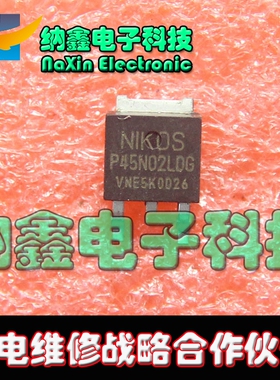 纳鑫电子科技
NaXin Electronic
NIKOS
P45N02LDG
VNE5K0D26
纳鑫电子科技
电维修战略合作伙